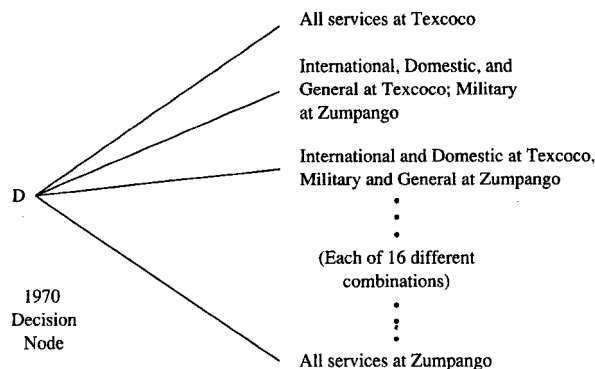 All services at Texcoco
International, Domestic, and
General at Texcoco; Military
at Zumpango
International and Domestic at Texcoco,
Military and General at Zumpango
D
(Each of 16 different
combinations)
1970
Decision
Node
All services at Zumpango